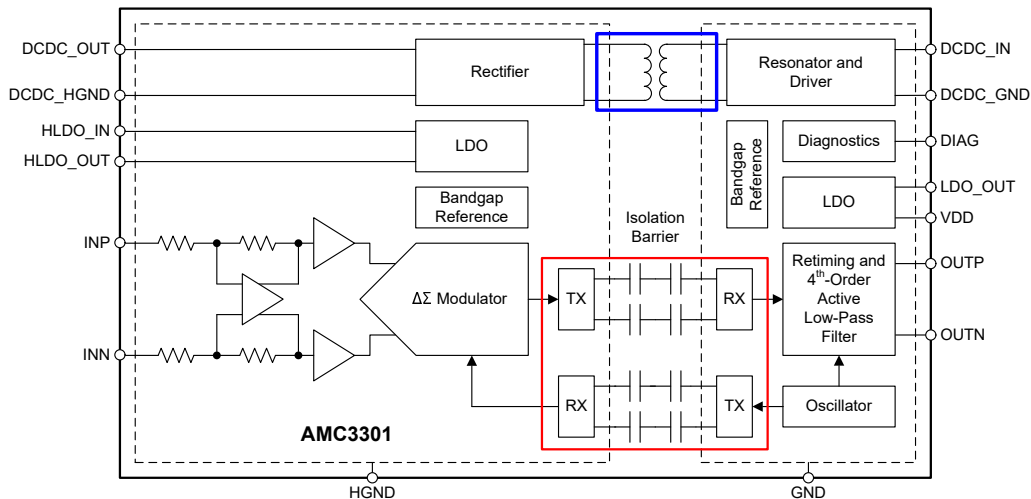 DCDC_OUT
DCDC_HGND
HLDO_IN
HLDO_OUT
INP
INN
Rectifier
LDO
Bandgap
Reference
ΔΣ Modulator
AMC3301
HGND
Isolation
Barrier
TX
RX
RX
TX
Resonator and
Driver
Bandgap
Reference
Diagnostics
LDO
Retiming and
4th-Order
Active
Low-Pass
Filter
Oscillator
GND
DCDC_IN
DCDC_GND
DIAG
LDO_OUT
VDD
OUTP
OUTN